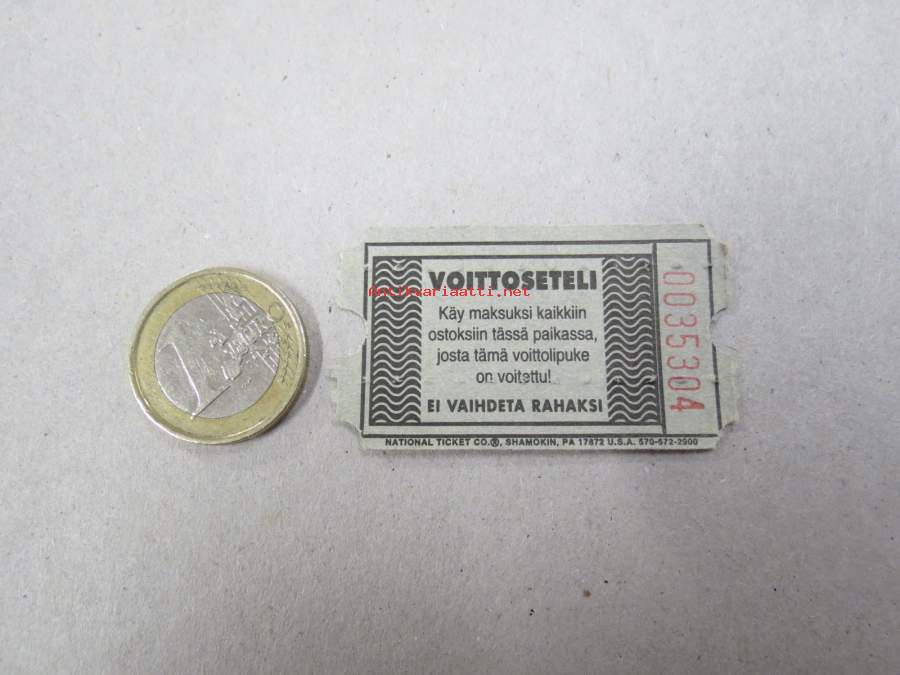 VOITTOSETELI
Antikvariaatti.net
Käy maksuksi kaikkiin
ostoksiin tässä paikassa,
josta tämä voittolipuke
on voitettu!
EI VAIHDETA RAHAKSI
0035304
NATIONAL TICKET CO.®, SHAMOKIN, PA 17872 U.S.A. 570-672-2900
1